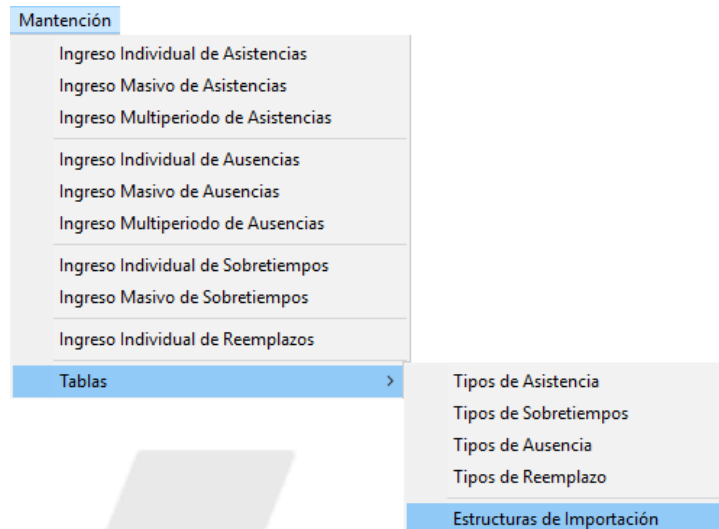 Mantención
Ingreso Individual de Asistencias
Ingreso Masivo de Asistencias
Ingreso Multiperiodo de Asistencias
Ingreso Individual de Ausencias
Ingreso Masivo de Ausencias
Ingreso Multiperiodo de Ausencias
Ingreso Individual de Sobretiempos
Ingreso Masivo de Sobretiempos
Ingreso Individual de Reemplazos
Tablas
Tipos de Asistencia
Tipos de Sobretiempos
Tipos de Ausencia
Tipos de Reemplazo
Estructuras de Importación